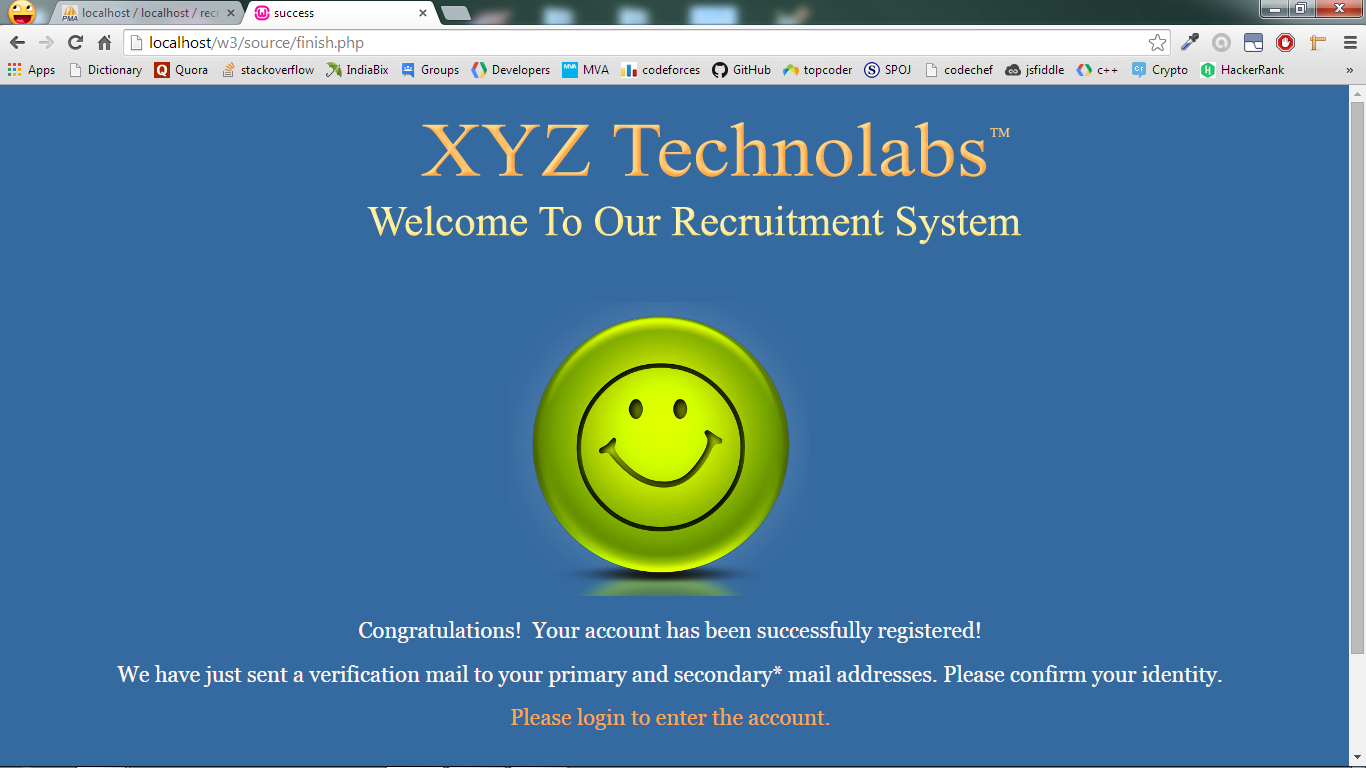 localhost / localhost / recr
success
localhost/w3/source/finish.php
Apps
Dictionary
Quora
stackoverflow
IndiaBix
Groups
Developers
MVA
codeforces
GitHub
topcoder
SPOJ
codechef
jsfiddle
c++
Crypto
HackerRank
»
XYZ Technolabs™
Welcome To Our Recruitment System
Congratulations!  Your account has been successfully registered!
We have just sent a verification mail to your primary and secondary* mail addresses. Please confirm your identity.
Please login to enter the account.